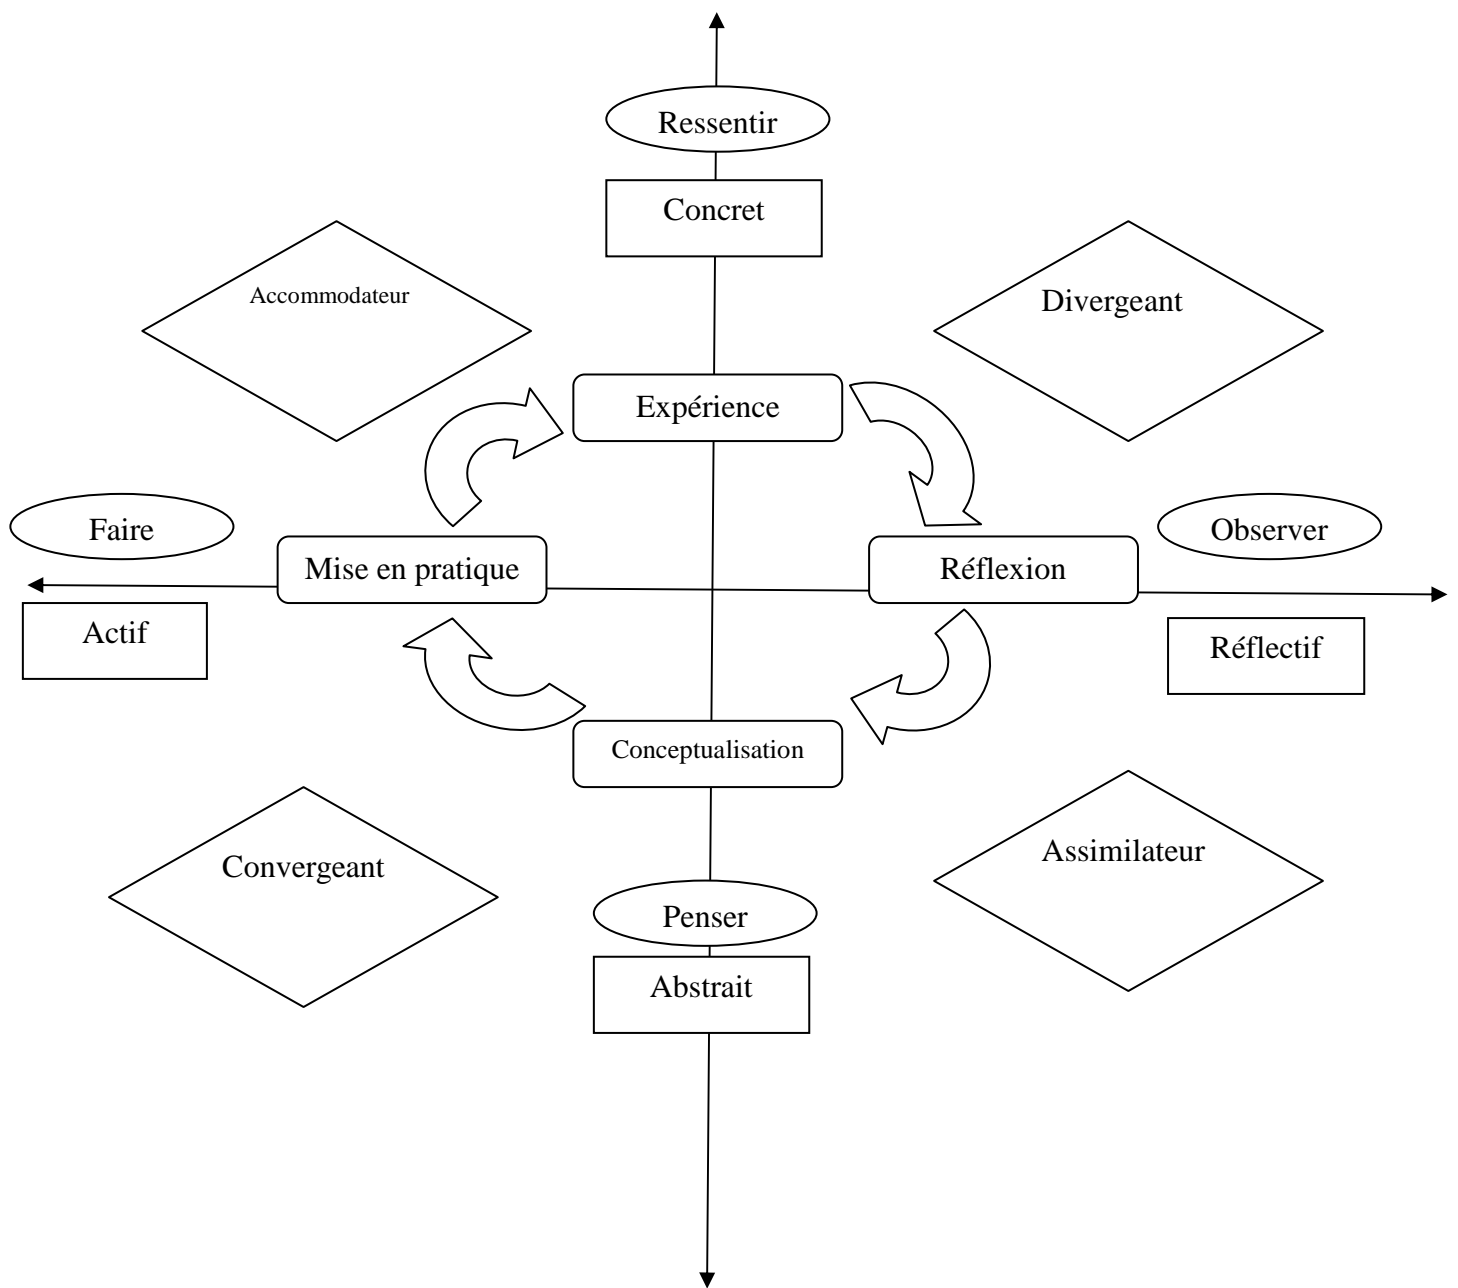 Ressentir
Concret
Accommodateur
Divergeant
Expérience
Faire
Observer
Mise en pratique
Réflexion
Actif
Réflectif
Conceptualisation
Convergeant
Assimilateur
Penser
Abstrait